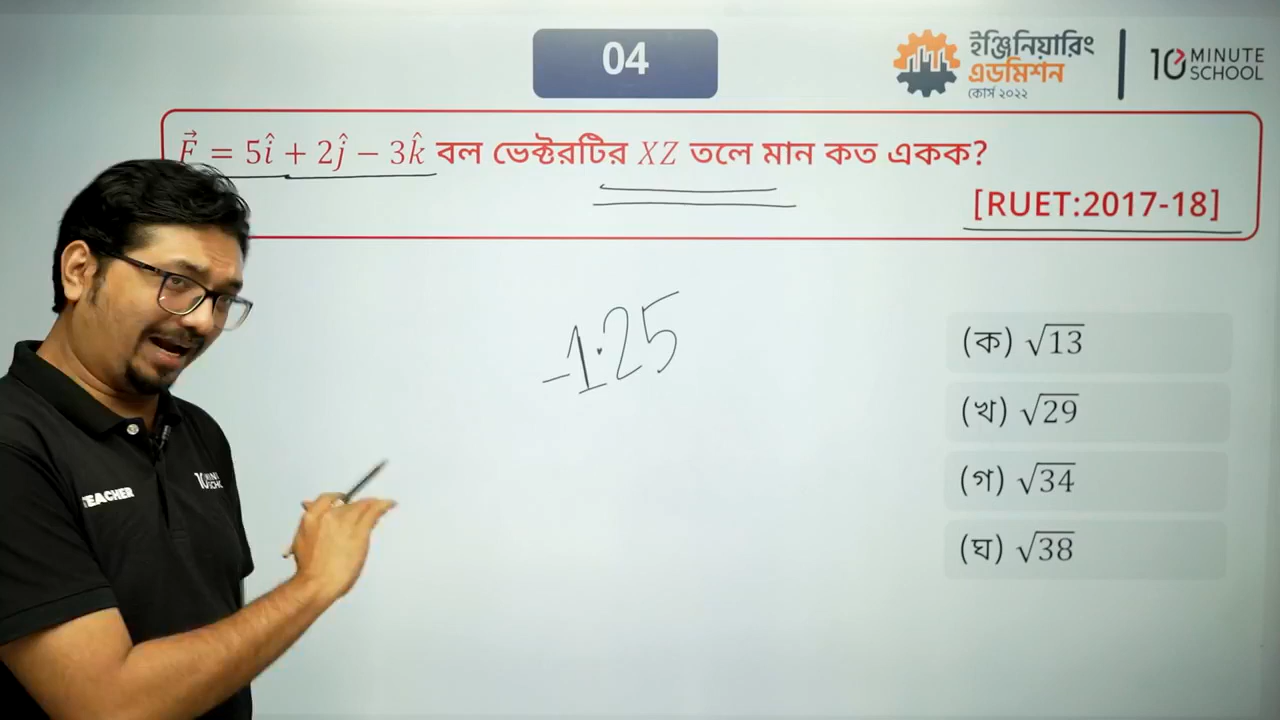 04
ইঞ্জিনিয়ারিং
এডমিশন
কোর্স ২০২২
10 MINUTE SCHOOL
F⃗ = 5î + 2ĵ − 3k̂ বল ভেক্টরটির XZ তলে মান কত একক?
[RUET:2017-18]
-1.25
(ক) √13
(খ) √29
(গ) √34
(ঘ) √38
TEACHER